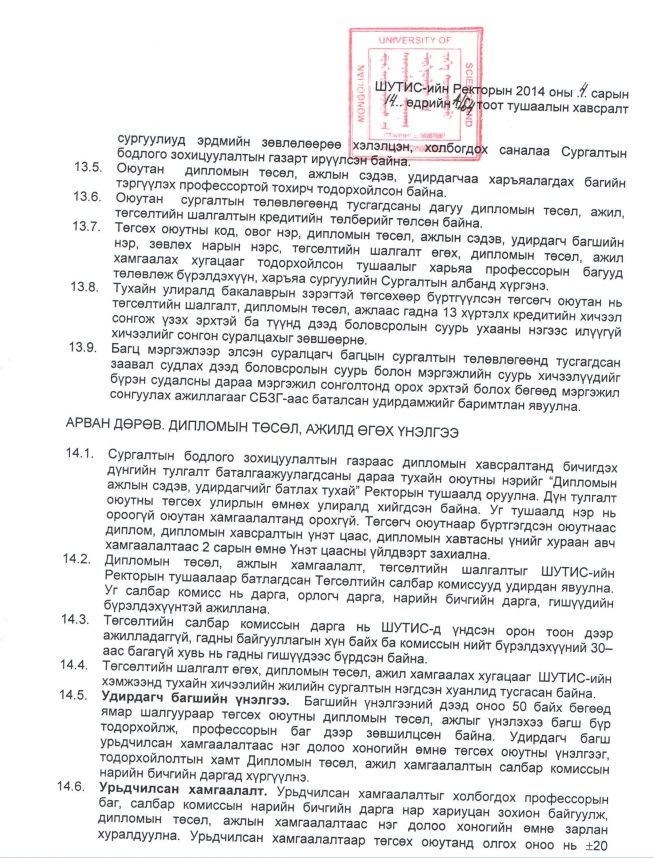 UNIVERSITY OF
MONGOLIAN
SCIENCE AND
ШУТИС-ийн Ректорын 2014 оны 4 сарын
14.. өдрийн тоот тушаалын хавсралт
сургуулиуд эрдмийн зөвлөлөөрөө хэлэлцэн, холбогдох саналаа Сургалтын
бодлого зохицуулалтын газарт ирүүлсэн байна.
13.5. Оюутан дипломын төсөл, ажлын сэдэв, удирдагчаа харъяалагдах багийн
тэргүүлэх профессортой тохирч тодорхойлсон байна.
13.6. Оюутан сургалтын төлөвлөгөөнд тусгагдсаны дагуу дипломын төсөл, ажил,
төгсөлтийн шалгалтын кредитийн төлбөрийг төлсөн байна.
13.7. Төгсөх оюутны код, овог нэр, дипломын төсөл, ажлын сэдэв, удирдагч багшийн
нэр, зөвлөх нарын нэрс, төгсөлтийн шалгалт өгөх, дипломын төсөл, ажил
хамгаалах хугацааг тодорхойлсон тушаалыг харьяа профессорын багууд
төлөвлөж бүрэлдэхүүн, харъяа сургуулийн Сургалтын албанд хүргэнэ.
13.8. Тухайн улиралд бакалаврын зэрэгтэй төгсөхөөр бүртгүүлсэн төгсөгч оюутан нь
төгсөлтийн шалгалт, дипломын төсөл, ажлаас гадна 13 хүртэлх кредитийн хичээл
сонгож үзэх эрхтэй ба түүнд дээд боловсролын суурь ухааны нэгээс илүүгүй
хичээлийг сонгон суралцахыг зөвшөөрнө.
13.9. Багц мэргэжлээр элсэн суралцагч багцын сургалтын төлөвлөгөөнд тусгагдсан
заавал судлах дээд боловсролын суурь болон мэргэжлийн суурь хичээлүүдийг
бүрэн судалсны дараа мэргэжил сонголтонд орох эрхтэй болох бөгөөд мэргэжил
сонгуулах ажиллагааг СБЗГ-аас баталсан удирдамжийг баримтлан явуулна.
АРВАН ДӨРӨВ. ДИПЛОМЫН ТӨСӨЛ, АЖИЛД ӨГӨХ ҮНЭЛГЭЭ
14.1. Сургалтын бодлого зохицуулалтын газраас дипломын хавсралтанд бичигдэх
дүнгийн тулгалт баталгаажуулагдсаны дараа тухайн оюутны нэрийг "Дипломын
ажлын сэдэв, удирдагчийг батлах тухай" Ректорын тушаалд оруулна. Дүн тулгалт
оюутны төгсөх улирлын өмнөх улиралд хийгдсэн байна. Уг тушаалд нэр нь
ороогүй оюутан хамгаалалтанд орохгүй. Төгсөгч оюутнаар бүртгэгдсэн оюутнаас
диплом, дипломын хавсралтын үнэт цаас, дипломын хавтасны үнийг хураан авч
хамгаалалтаас 2 сарын өмнө Үнэт цаасны үйлдвэрт захиална.
14.2. Дипломын төсөл, ажлын хамгаалалт, төгсөлтийн шалгалтыг ШУТИС-ийн
Ректорын тушаалаар батлагдсан Төгсөлтийн салбар комиссууд удирдан явуулна.
Уг салбар комисс нь дарга, орлогч дарга, нарийн бичгийн дарга, гишүүдийн
бүрэлдэхүүнтэй ажиллана.
14.3. Төгсөлтийн салбар комиссын дарга нь ШУТИС-д үндсэн орон тоон дээр
ажилладаггүй, гадны байгууллагын хүн байх ба комиссын нийт бүрэлдэхүүний 30–
аас багагүй хувь нь гадны гишүүдээс бүрдсэн байна.
14.4. Төгсөлтийн шалгалт өгөх, дипломын төсөл, ажил хамгаалах хугацааг ШУТИС-ийн
хэмжээнд тухайн хичээлийн жилийн сургалтын нэгдсэн хуанлид тусгасан байна.
14.5. Удирдагч багшийн үнэлгээ. Багшийн үнэлгээний дээд оноо 50 байх бөгөөд
ямар шалгуураар төгсөх оюутны дипломын төсөл, ажлыг үнэлэхээ багш бүр
тодорхойлж, профессорын баг дээр зөвшилцсөн байна. Удирдагч багш
урьдчилсан хамгаалалтаас нэг долоо хоногийн өмнө төгсөх оюутны үнэлгээг,
тодорхойлолтын хамт Дипломын төсөл, ажил хамгаалалтын салбар комиссын
нарийн бичгийн даргад хүргүүлнэ.
14.6. Урьдчилсан хамгаалалт. Урьдчилсан хамгаалалтыг холбогдох профессорын
баг, салбар комиссын нарийн бичгийн дарга нар хариуцан зохион байгуулж,
дипломын төсөл, ажлын хамгаалалтаас нэг долоо хоногийн өмнө зарлан
хуралдуулна. Урьдчилсан хамгаалалтаар төгсөх оюутанд олгох оноо нь ±20